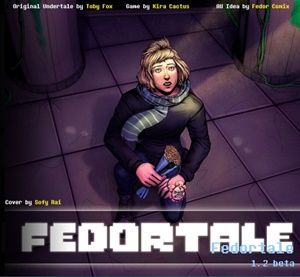 Original Undertale by Toby Fox Game by Kira Cactus AU Idea by Fedor Comix
Cover by Sofy Rai
FEDORTALE
Fedortale
1.2 beta